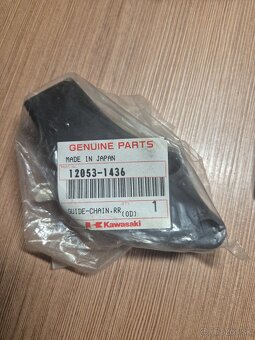 GENUINE PARTS
MADE IN JAPAN
12053-1436
GUIDE-CHAIN,RR
(OD) 1
Kawasaki